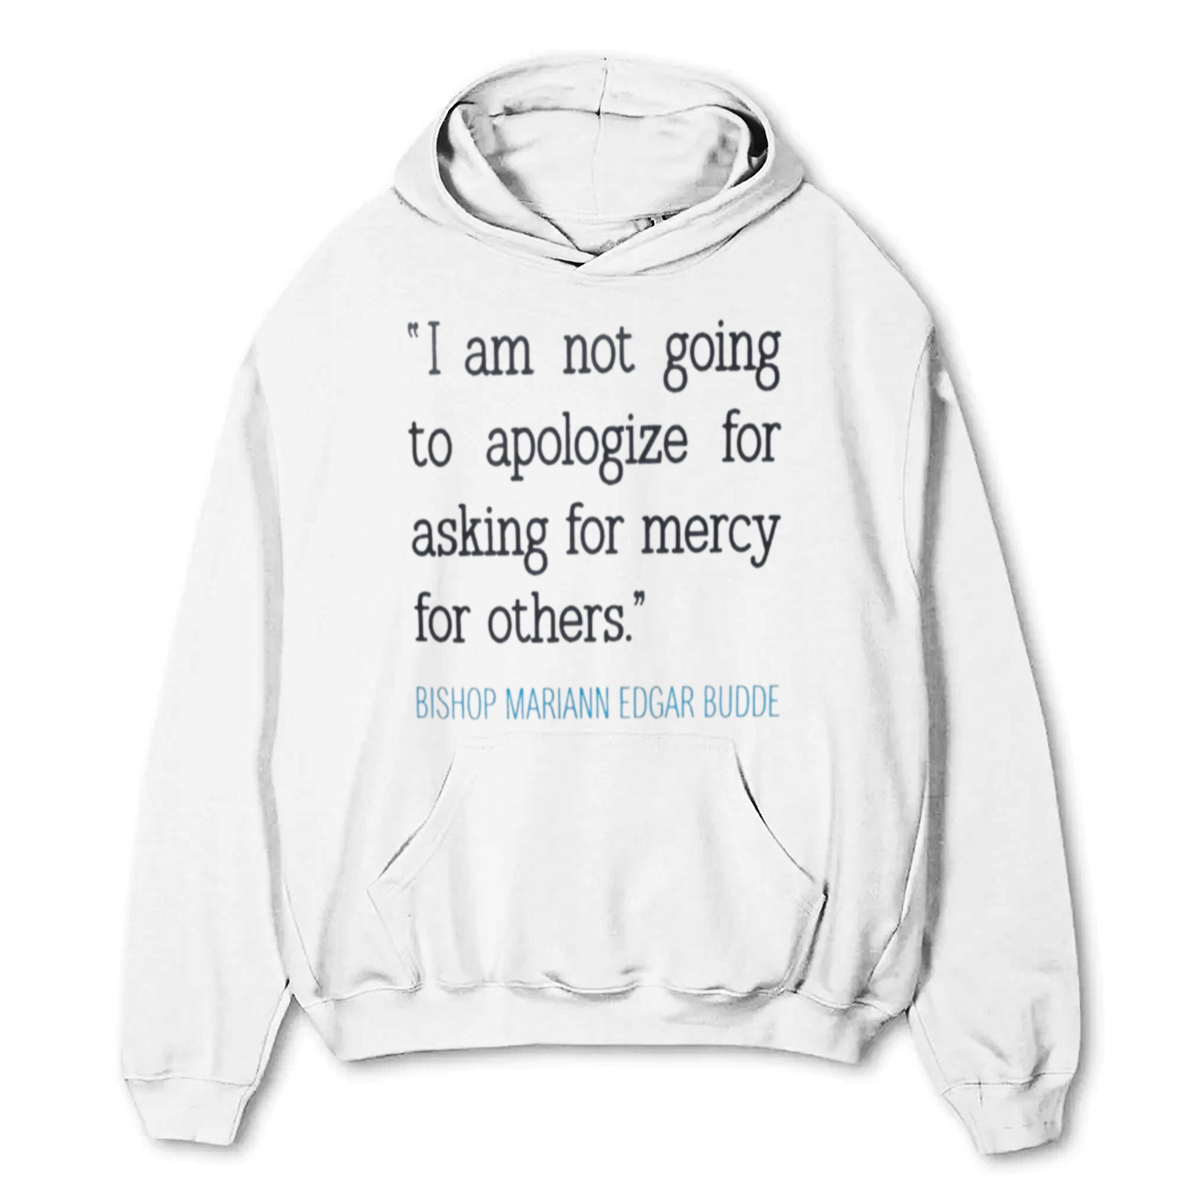 "I am not going
to apologize for
asking for mercy
for others."
BISHOP MARIANN EDGAR BUDDE